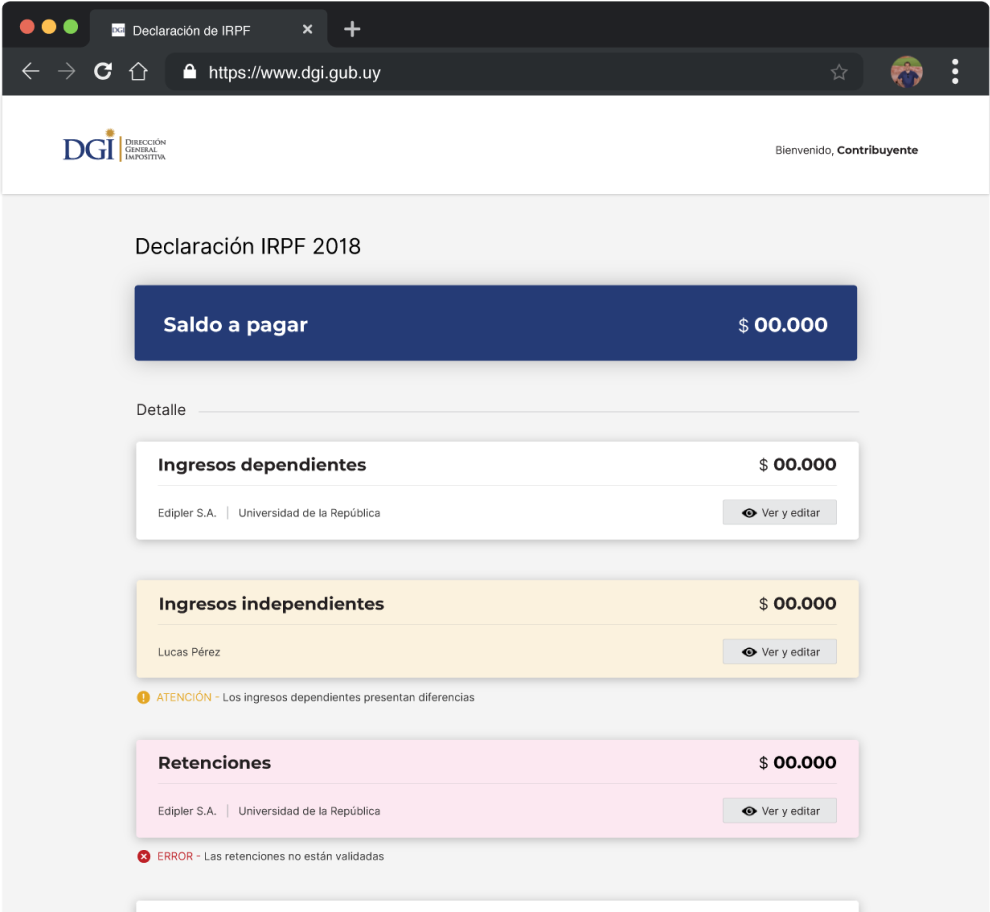 DGI Declaración de IRPF
https://www.dgi.gub.uy
DGI DIRECCIÓN
GENERAL
IMPOSITIVA
Bienvenido, Contribuyente
Declaración IRPF 2018
Saldo a pagar $ 00.000
Detalle
Ingresos dependientes $ 00.000
Edipler S.A. | Universidad de la República Ver y editar
Ingresos independientes $ 00.000
Lucas Pérez Ver y editar
ATENCIÓN - Los ingresos dependientes presentan diferencias
Retenciones $ 00.000
Edipler S.A. | Universidad de la República Ver y editar
ERROR - Las retenciones no están validadas